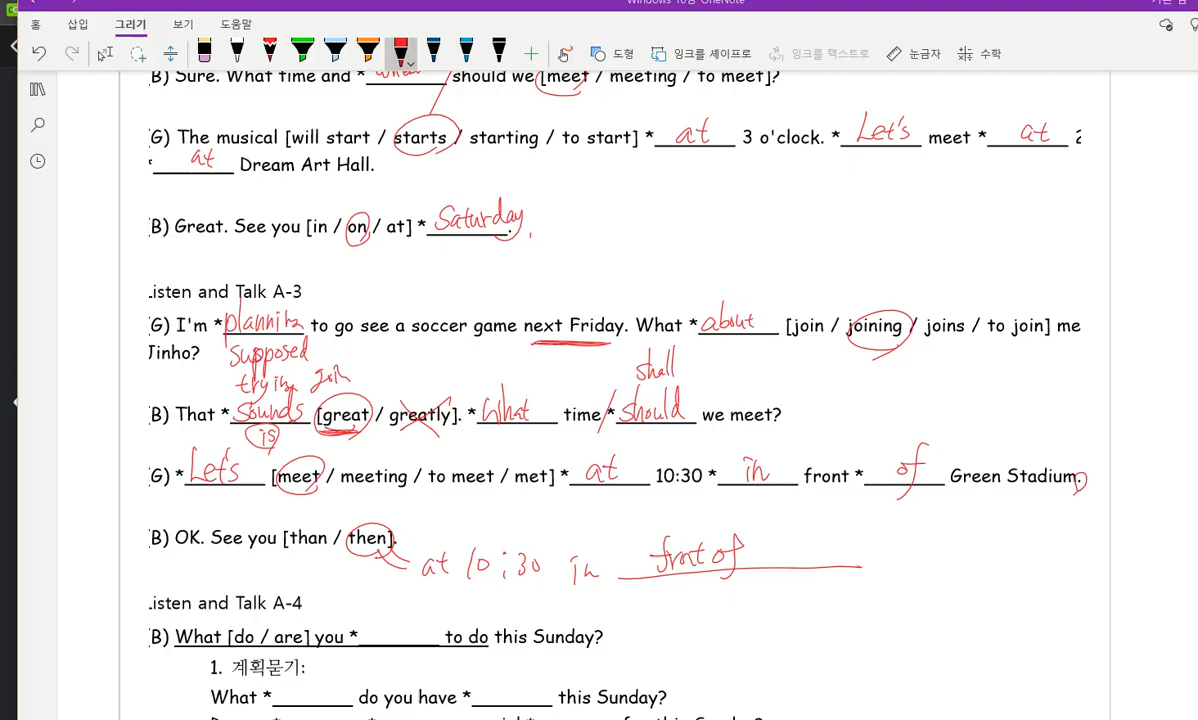 홈 삽입 그리기 보기 도움말
도형 잉크를 셰이프로 잉크를 텍스트로 눈금자 수학
(B) Sure. What time and * where should we [meet / meeting / to meet]?
(G) The musical [will start / starts / starting / to start] * at 3 o'clock. * Let's meet * at 2
* at Dream Art Hall.
(B) Great. See you [in / on / at] * Saturday.
Listen and Talk A-3
(G) I'm * planning to go see a soccer game next Friday. What * about [join / joining / joins / to join] me
Jinho?
supposed
shall
trying join
(B) That * sounds [great / greatly]. * What time * should we meet?
is
(G) * Let's [meet / meeting / to meet / met] * at 10:30 * in front * of Green Stadium.
(B) OK. See you [than / then].
at 10:30 in front of
Listen and Talk A-4
(B) What [do / are] you *________ to do this Sunday?
1. 계획묻기:
What *________ do you have *________ this Sunday?